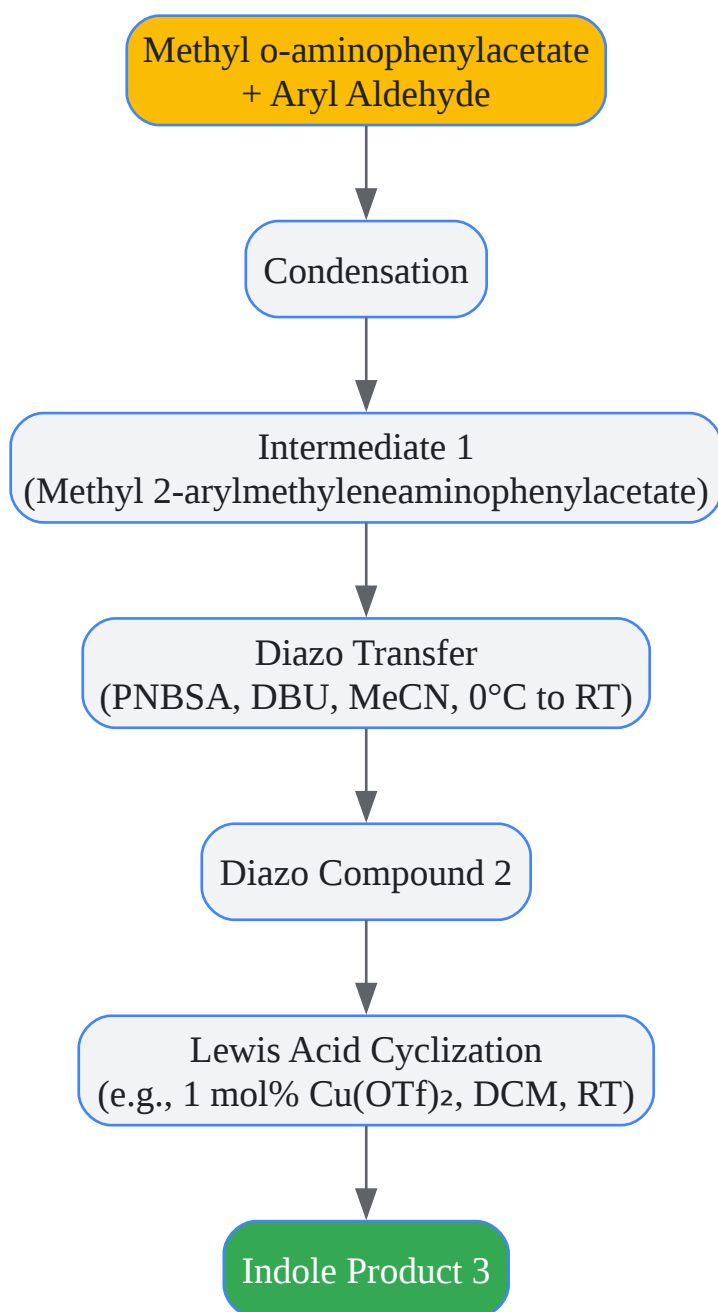 Methyl o-aminophenylacetate
+ Aryl Aldehyde
Condensation
Intermediate 1
(Methyl 2-arylmethyleneaminophenylacetate)
Diazo Transfer
(PNBSA, DBU, MeCN, 0°C to RT)
Diazo Compound 2
Lewis Acid Cyclization
(e.g., 1 mol% Cu(OTf)₂, DCM, RT)
Indole Product 3